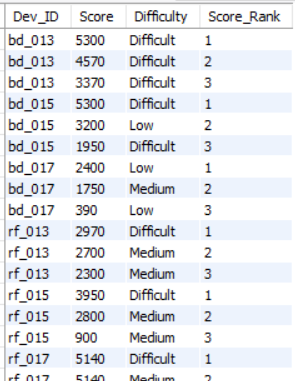 Dev_ID Score Difficulty Score_Rank
bd_013 5300 Difficult 1
bd_013 4570 Difficult 2
bd_013 3370 Difficult 3
bd_015 5300 Difficult 1
bd_015 3200 Low 2
bd_015 1950 Difficult 3
bd_017 2400 Low 1
bd_017 1750 Medium 2
bd_017 390 Low 3
rf_013 2970 Difficult 1
rf_013 2700 Medium 2
rf_013 2300 Medium 3
rf_015 3950 Difficult 1
rf_015 2800 Medium 2
rf_015 900 Medium 3
rf_017 5140 Difficult 1
rf_017 5140 Medium 2